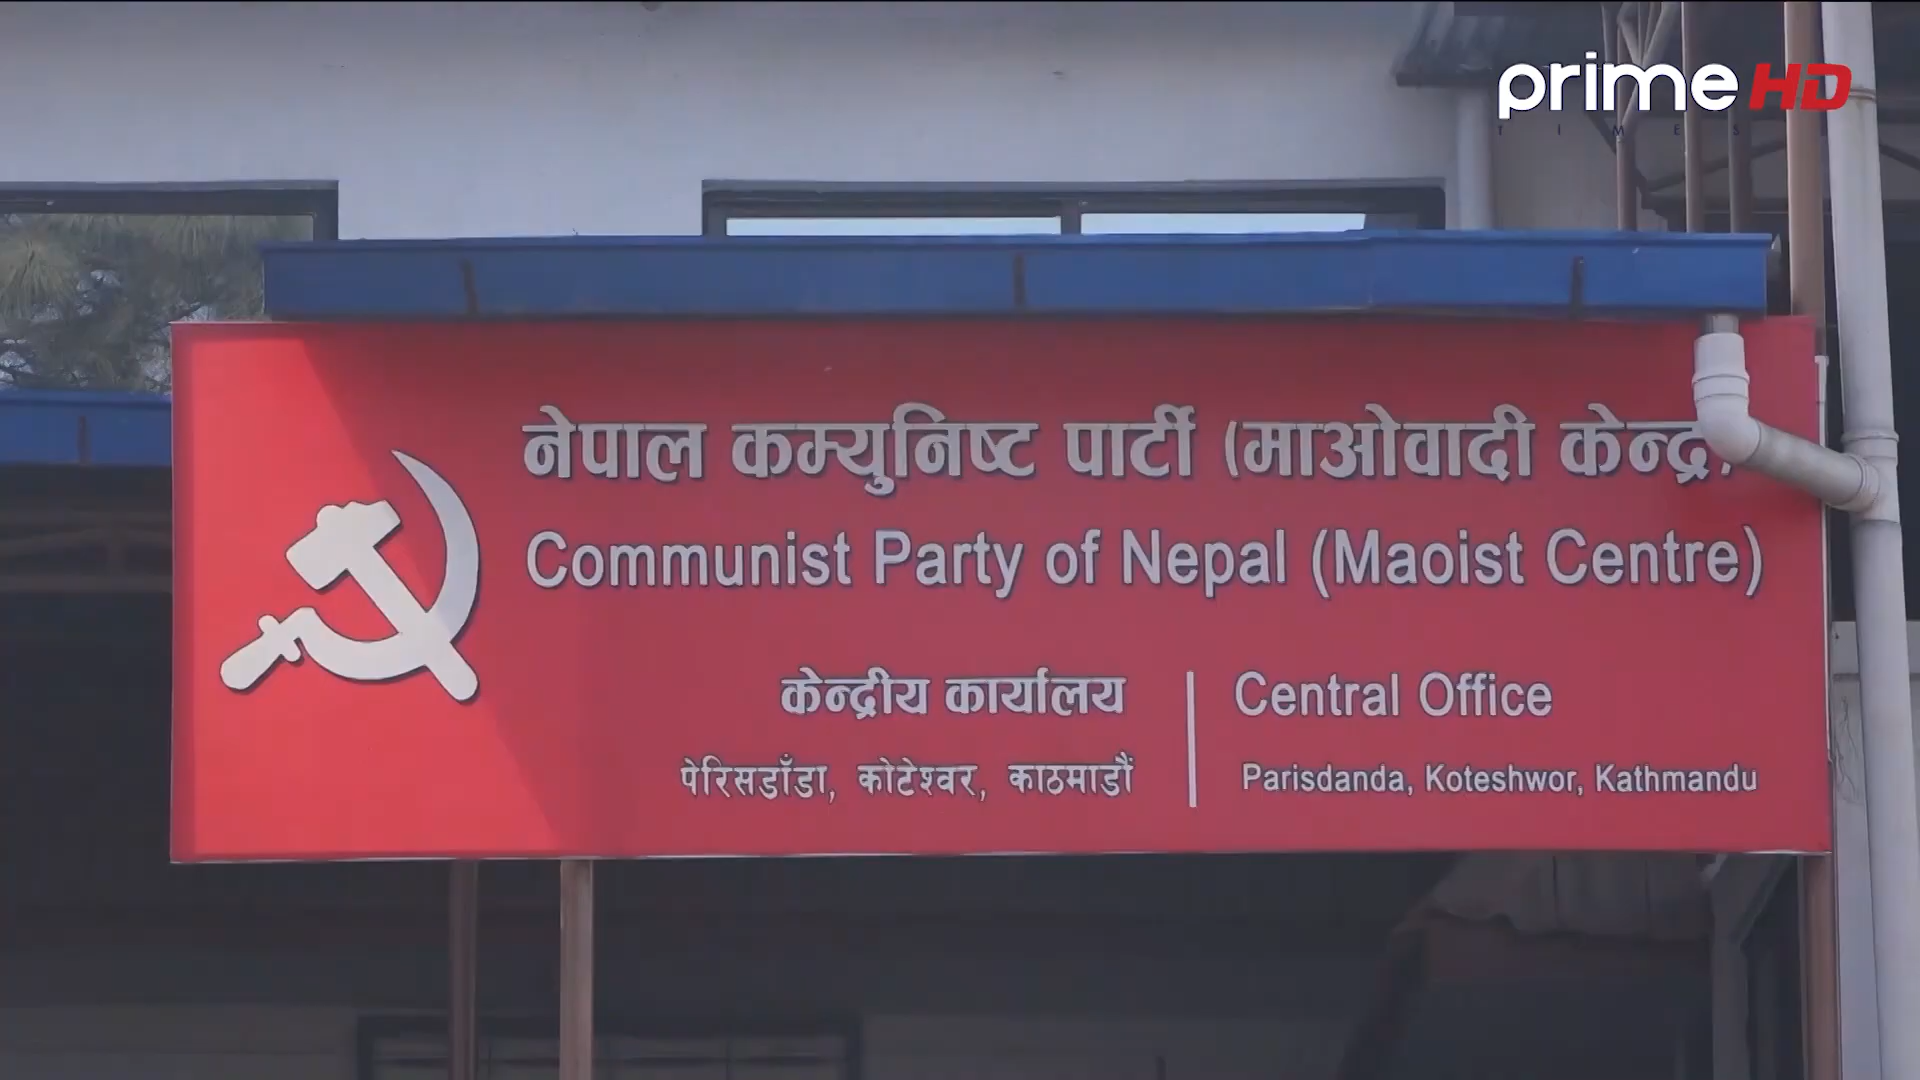 prime HD
TIMES
नेपाल कम्युनिष्ट पार्टी (माओवादी केन्द्र)
Communist Party of Nepal (Maoist Centre)
केन्द्रीय कार्यालय
पेरिसडाँडा, कोटेश्वर, काठमाडौं
Central Office
Parisdanda, Koteshwor, Kathmandu